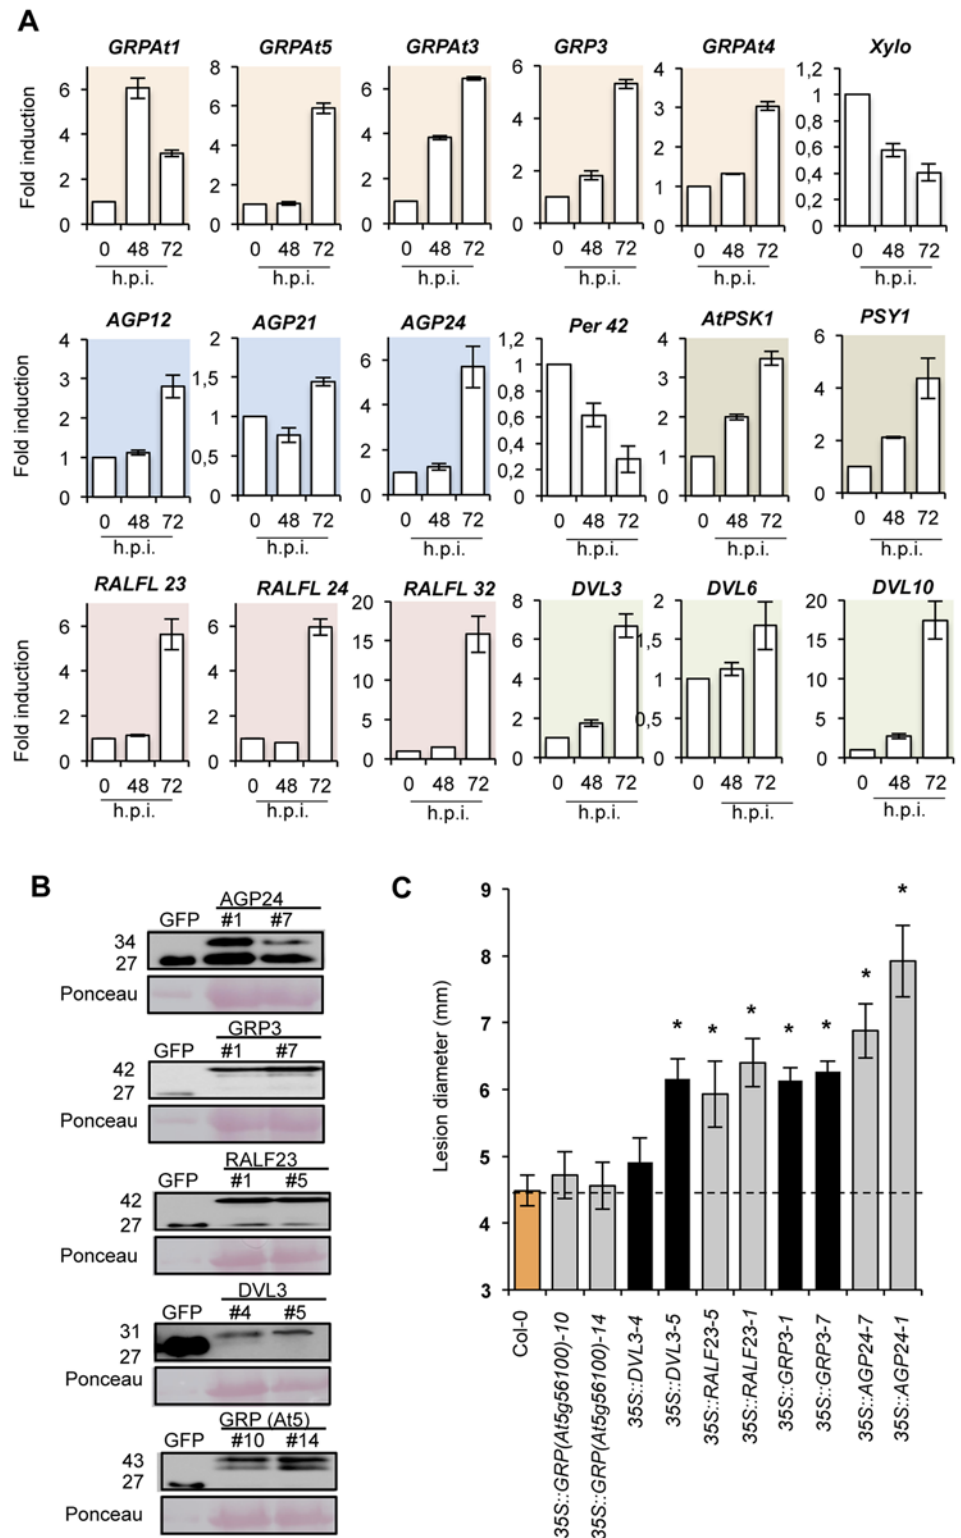 A
GRPAt1 GRPAt5 GRPAt3 GRP3 GRPAt4 Xylo
Fold induction
6 4 2 0
8 6 4 2 0
6 4 2 0
6 4 2 0
4 3 2 1 0
1,2 1 0,8 0,6 0,4 0,2 0
0 48 72 0 48 72 0 48 72 0 48 72 0 48 72 0 48 72
h.p.i. h.p.i. h.p.i. h.p.i. h.p.i. h.p.i.
AGP12 AGP21 AGP24 Per 42 AtPSK1 PSY1
Fold induction
4 3 2 1 0
2 1,5 1 0,5 0
6 4 2 0
1,2 1 0,8 0,6 0,4 0,2 0
4 3 2 1 0
6 4 2 0
0 48 72 0 48 72 0 48 72 0 48 72 0 48 72 0 48 72
h.p.i. h.p.i. h.p.i. h.p.i. h.p.i. h.p.i.
RALFL 23 RALFL 24 RALFL 32 DVL3 DVL6 DVL10
Fold induction
6 4 2 0
6 4 2 0
20 15 10 5 0
8 6 4 2 0
2 1,5 1 0,5 0
20 15 10 5 0
0 48 72 0 48 72 0 48 72 0 48 72 0 48 72 0 48 72
h.p.i. h.p.i. h.p.i. h.p.i. h.p.i. h.p.i.
B
AGP24
GFP #1 #7
34
27
Ponceau
GRP3
GFP #1 #7
42
27
Ponceau
RALF23
GFP #1 #5
42
27
Ponceau
DVL3
GFP #4 #5
31
27
Ponceau
GRP (At5)
GFP #10 #14
43
27
Ponceau
C
Lesion diameter (mm)
9
8
7
6
5
4
3
* * * * * * *
Col-0
35S::GRP(At5g56100)-10
35S::GRP(At5g56100)-14
35S::DVL3-4
35S::DVL3-5
35S::RALF23-5
35S::RALF23-1
35S::GRP3-1
35S::GRP3-7
35S::AGP24-7
35S::AGP24-1